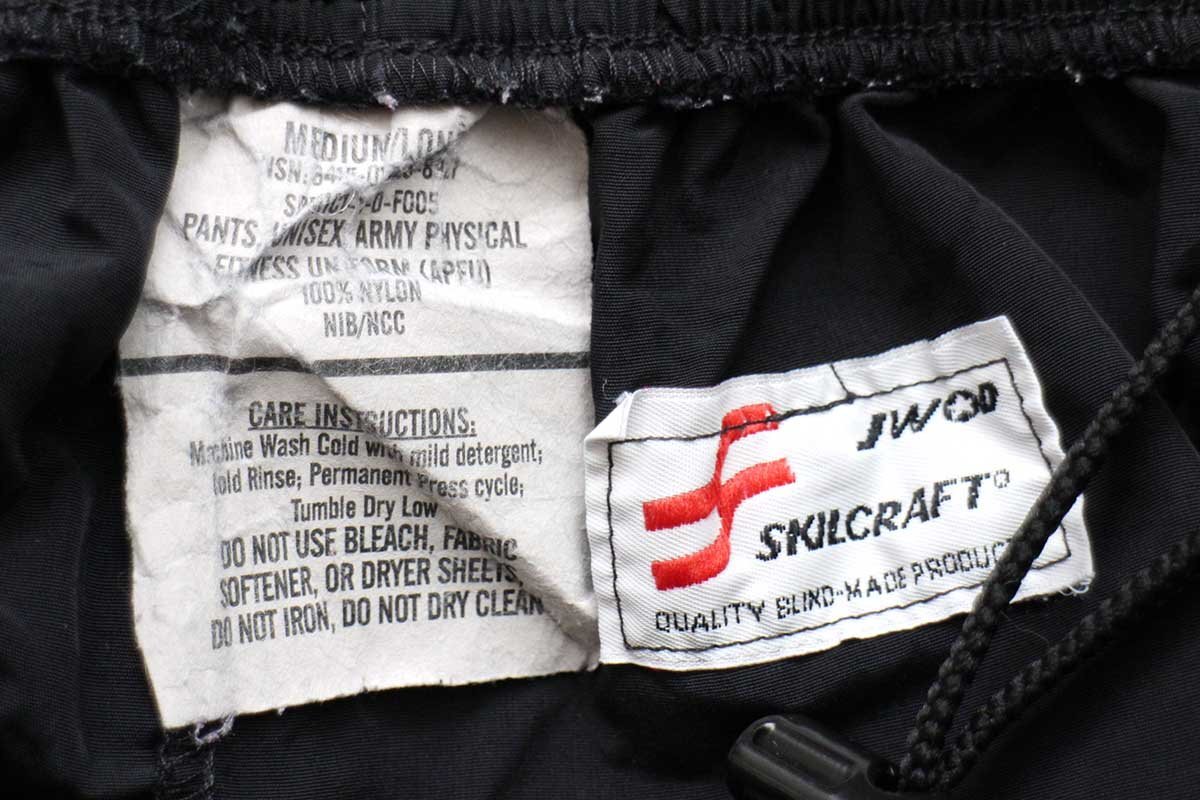 MEDIUM/LONG
PANTS, UNISEX ARMY PHYSICAL
FITNESS UNIFORM (APFU)
100% NYLON
NIB/NCC
CARE INSTRUCTIONS:
Machine Wash Cold with mild detergent;
Cold Rinse; Permanent Press cycle;
Tumble Dry Low
DO NOT USE BLEACH, FABRIC
SOFTENER, OR DRYER SHEETS,
DO NOT IRON, DO NOT DRY CLEAN
JWOD
SKILCRAFT®
QUALITY BLIND-MADE PRODUCT